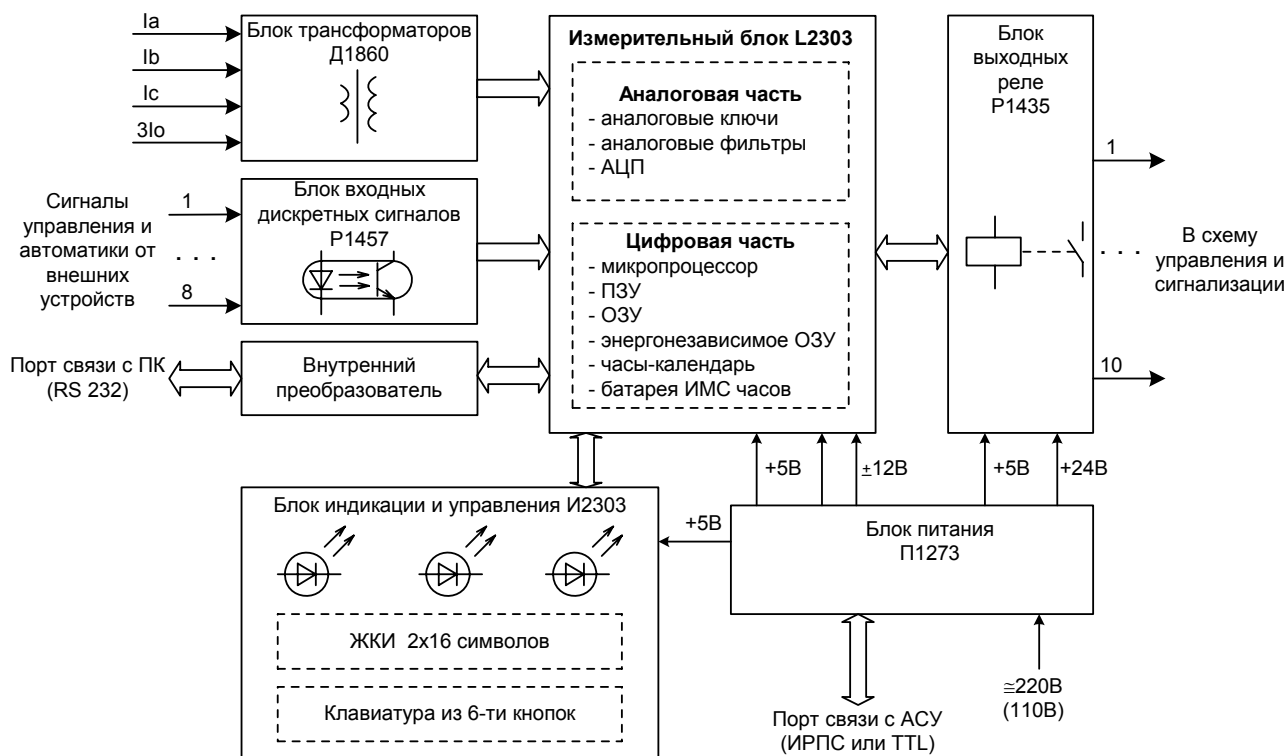 Ia
Ib
Ic
3Io
Блок трансформаторов
Д1860
Сигналы
управления и
автоматики от
внешних
устройств
1
. . .
8
Блок входных
дискретных сигналов
Р1457
Порт связи с ПК
(RS 232)
Внутренний
преобразователь
Измерительный блок L2303
Аналоговая часть
- аналоговые ключи
- аналоговые фильтры
- АЦП
Цифровая часть
- микропроцессор
- ПЗУ
- ОЗУ
- энергонезависимое ОЗУ
- часы-календарь
- батарея ИМС часов
Блок
выходных
реле
Р1435
1
. . .
10
В схему
управления и
сигнализации
+5В
±12В
+5В
+24В
Блок индикации и управления И2303
ЖКИ 2х16 символов
Клавиатура из 6-ти кнопок
+5В
Блок питания
П1273
Порт связи с АСУ
(ИРПС или TTL)
≅220В
(110В)